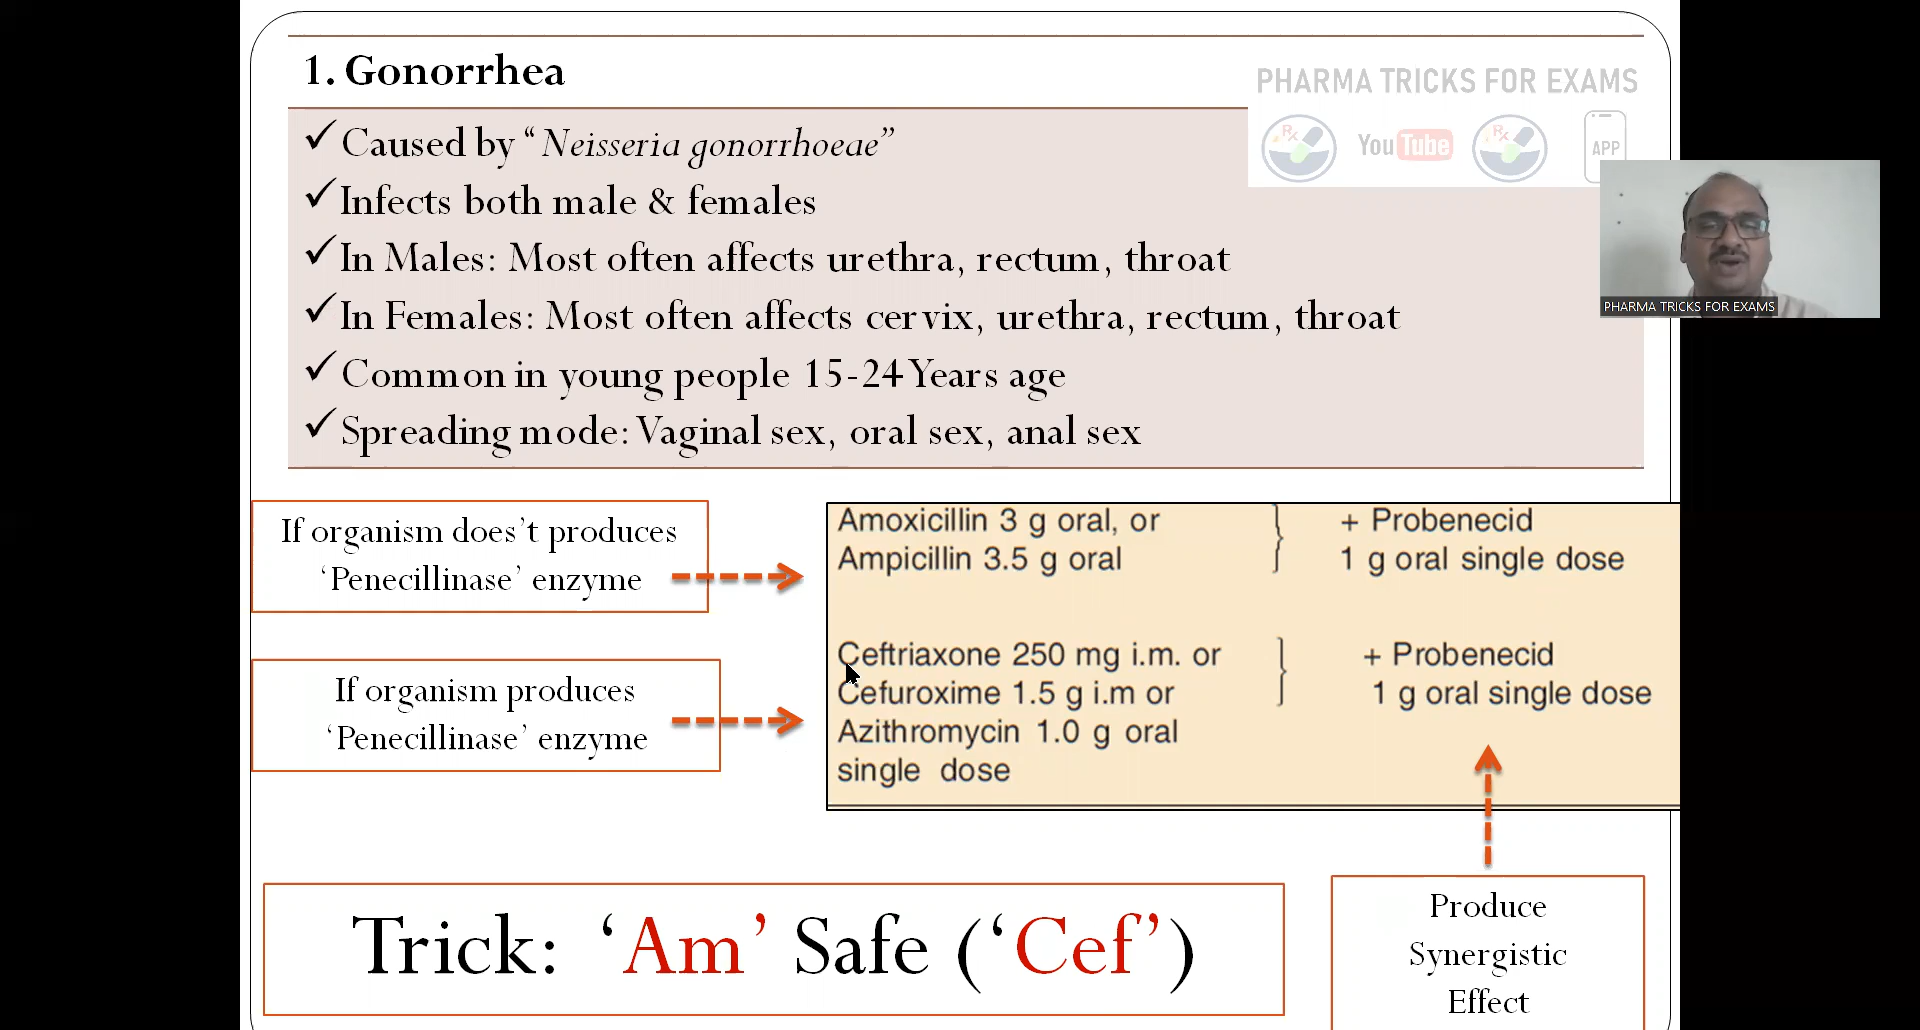 1. Gonorrhea
PHARMA TRICKS FOR EXAMS
Rx
YouTube
Rx
APP
✓Caused by “Neisseria gonorrhoeae”
✓Infects both male & females
✓In Males: Most often affects urethra, rectum, throat
✓In Females: Most often affects cervix, urethra, rectum, throat
✓Common in young people 15-24 Years age
✓Spreading mode: Vaginal sex, oral sex, anal sex
PHARMA TRICKS FOR EXAMS
If organism does’t produces
‘Penecillinase’ enzyme
Amoxicillin 3 g oral, or } + Probenecid
Ampicillin 3.5 g oral 1 g oral single dose
If organism produces
‘Penecillinase’ enzyme
Ceftriaxone 250 mg i.m. or } + Probenecid
Cefuroxime 1.5 g i.m or 1 g oral single dose
Azithromycin 1.0 g oral
single dose
Trick: ‘Am’ Safe (‘Cef’)
Produce
Synergistic
Effect